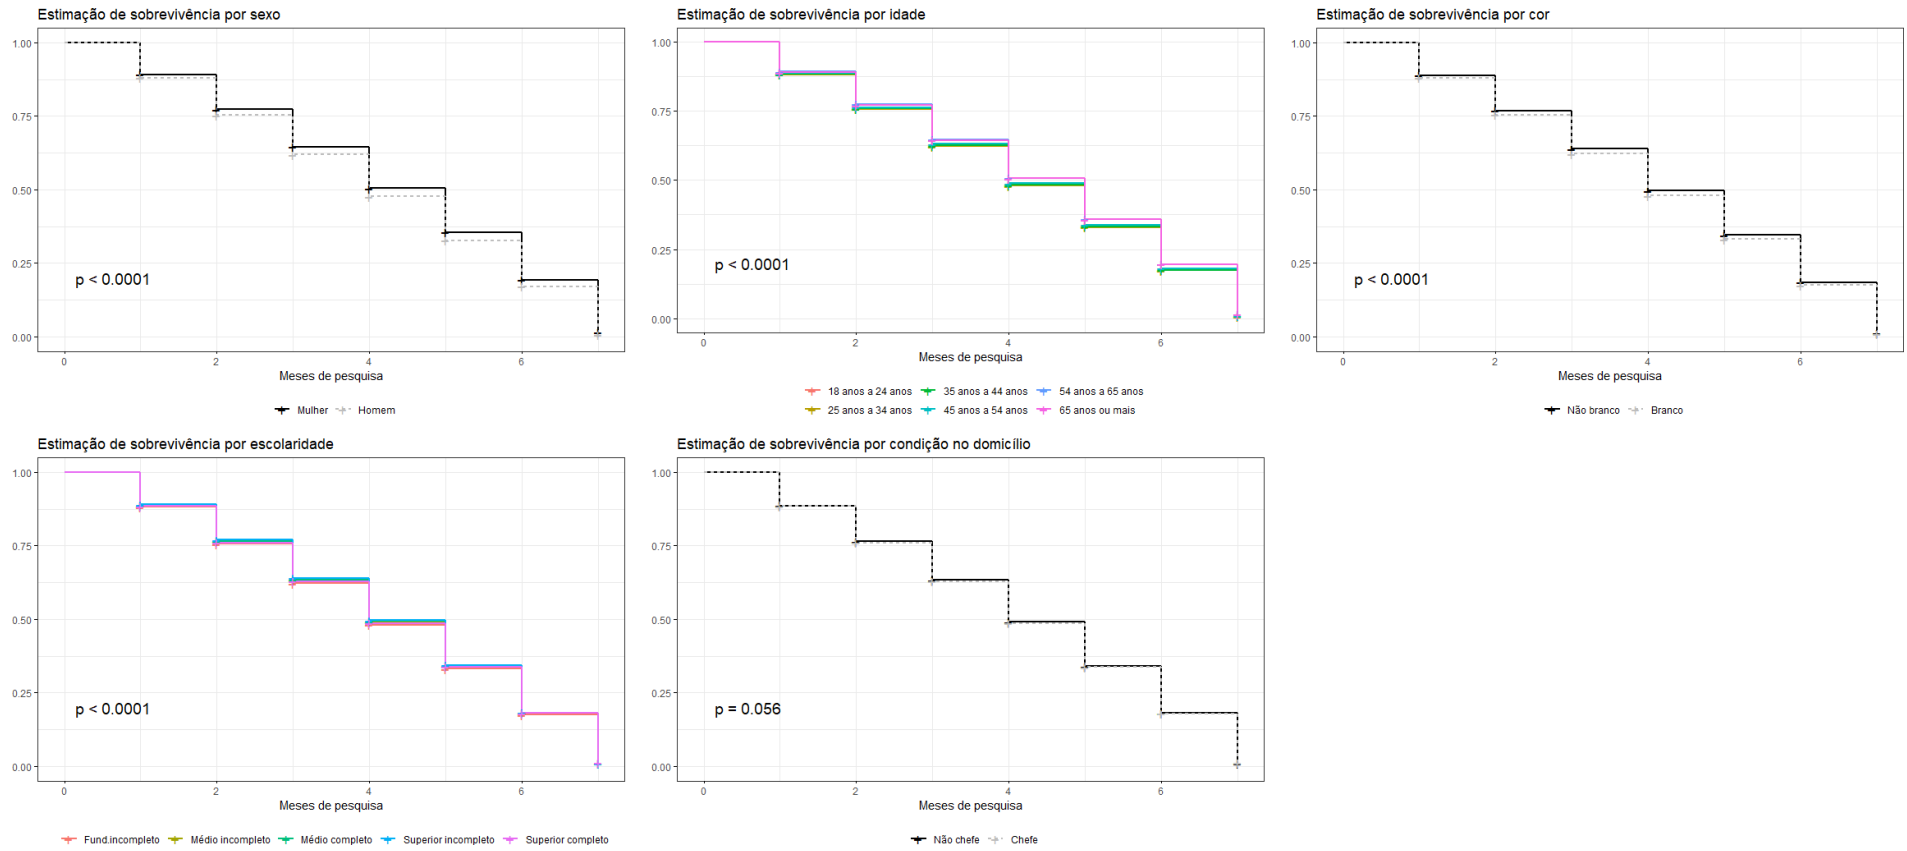 Estimação de sobrevivência por sexo
1.00
0.75
0.50
0.25
0.00
p < 0.0001
0 2 4 6
Meses de pesquisa
Mulher Homem
Estimação de sobrevivência por idade
1.00
0.75
0.50
0.25
0.00
p < 0.0001
0 2 4 6
Meses de pesquisa
18 anos a 24 anos 35 anos a 44 anos 54 anos a 65 anos
25 anos a 34 anos 45 anos a 54 anos 65 anos ou mais
Estimação de sobrevivência por cor
1.00
0.75
0.50
0.25
0.00
p < 0.0001
0 2 4 6
Meses de pesquisa
Não branco Branco
Estimação de sobrevivência por escolaridade
1.00
0.75
0.50
0.25
0.00
p < 0.0001
0 2 4 6
Meses de pesquisa
Fund.incompleto Médio incompleto Médio completo Superior incompleto Superior completo
Estimação de sobrevivência por condição no domicílio
1.00
0.75
0.50
0.25
0.00
p = 0.056
0 2 4 6
Meses de pesquisa
Não chefe Chefe